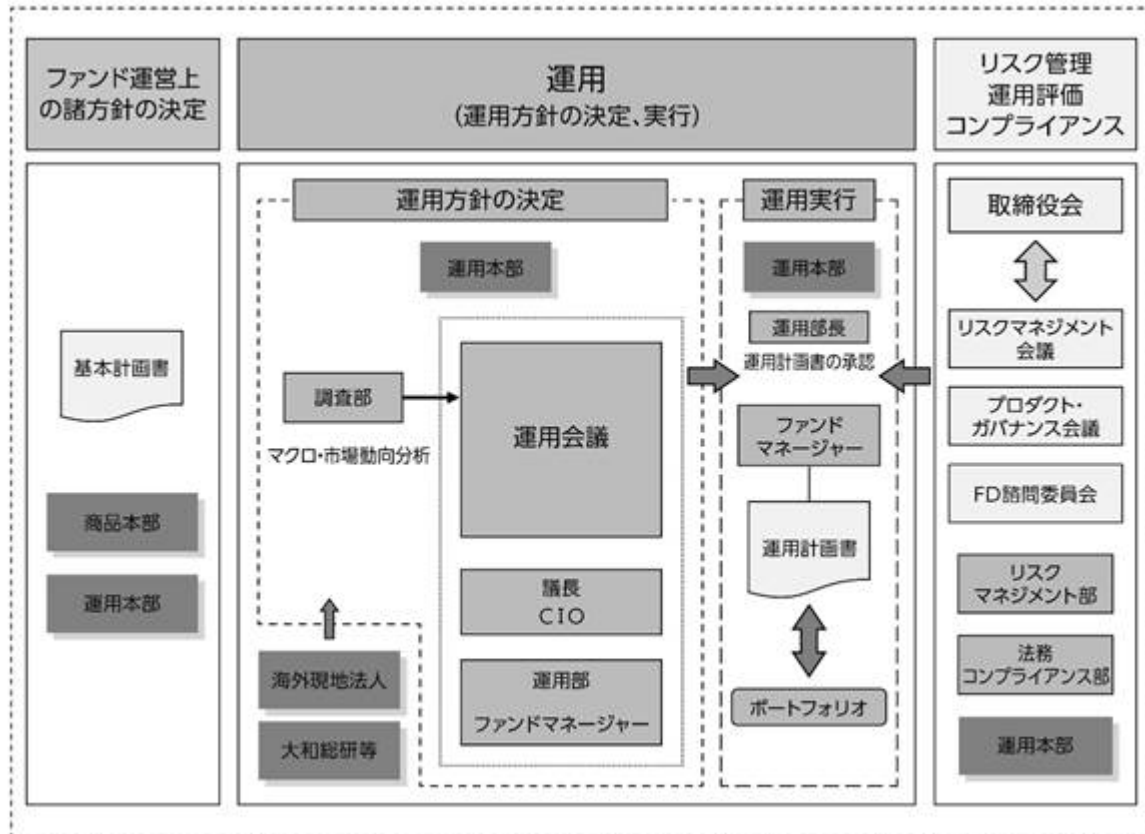 ファンド運営上
の諸方針の決定
運用
(運用方針の決定、実行)
リスク管理
運用評価
コンプライアンス
基本計画書
商品本部
運用本部
運用方針の決定
運用本部
調査部
マクロ・市場動向分析
運用会議
議長
CIO
運用部
ファンドマネージャー
海外現地法人
大和総研等
運用実行
運用本部
運用部長
運用計画書の承認
ファンド
マネージャー
運用計画書
ポートフォリオ
取締役会
リスクマネジメント
会議
プロダクト・
ガバナンス会議
FD諮問委員会
リスク
マネジメント部
法務
コンプライアンス部
運用本部